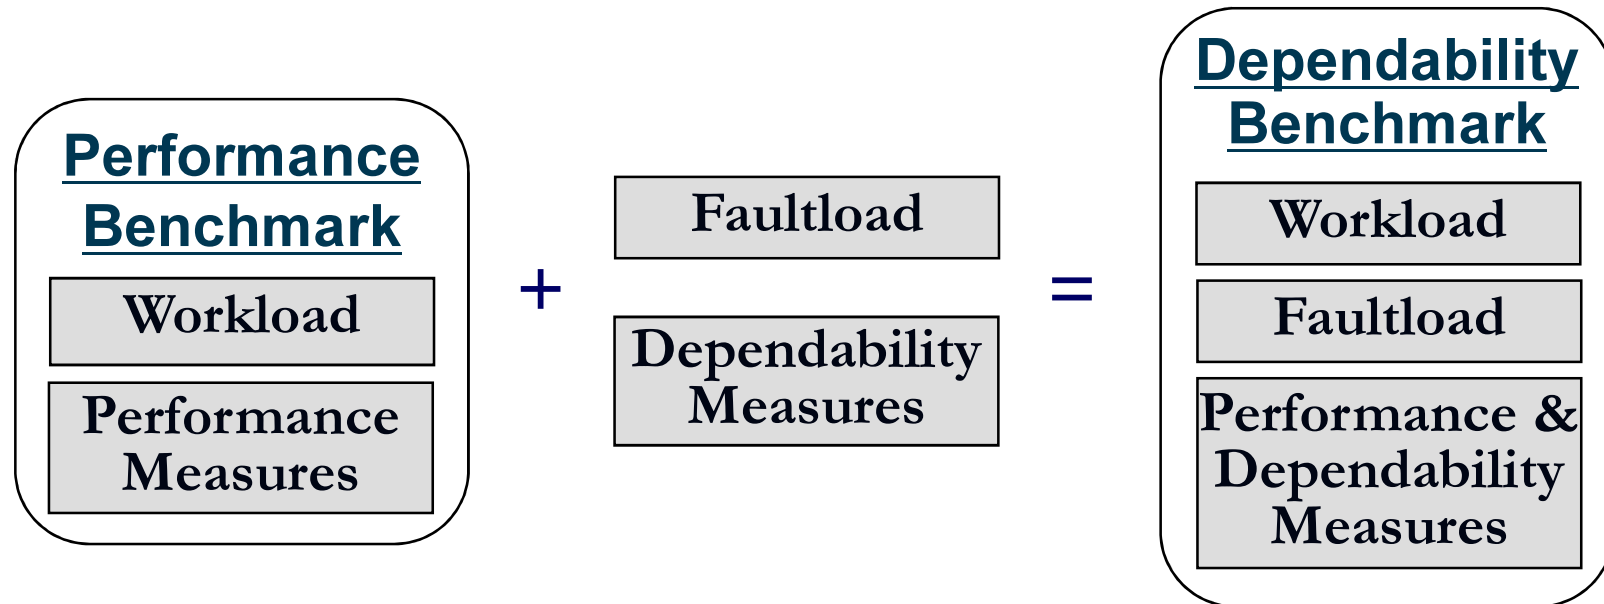 Performance
Benchmark
Workload
Performance
Measures
+
Faultload
Dependability
Measures
=
Dependability
Benchmark
Workload
Faultload
Performance &
Dependability
Measures